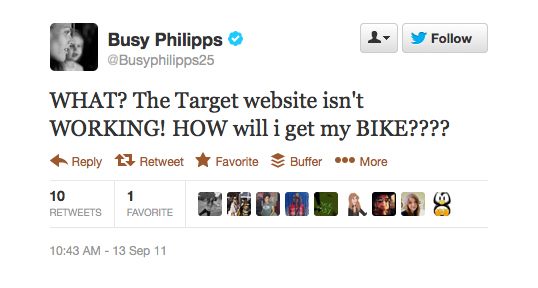 Busy Philipps
@Busyphilipps25
Follow
WHAT? The Target website isn't
WORKING! HOW will i get my BIKE????
Reply Retweet Favorite Buffer More
10 1
RETWEETS FAVORITE
10:43 AM - 13 Sep 11